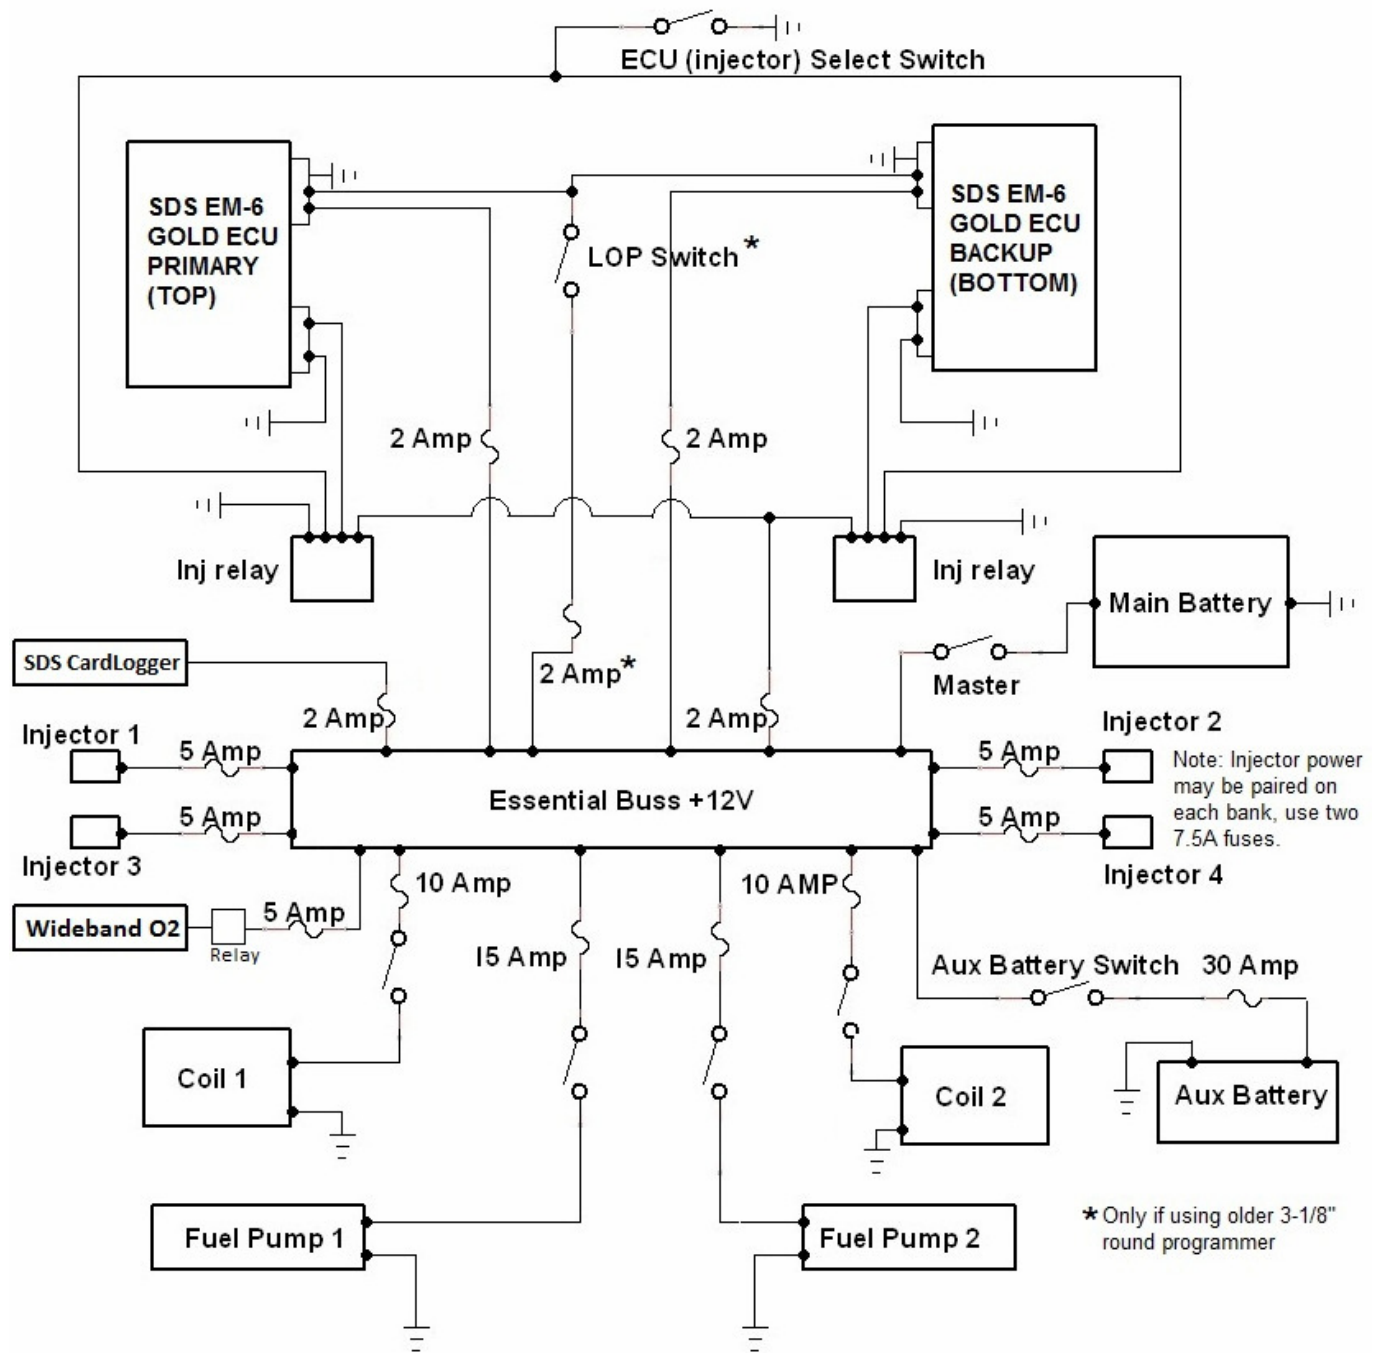 ECU (injector) Select Switch
SDS EM-6
GOLD ECU
PRIMARY
(TOP)
SDS EM-6
GOLD ECU
BACKUP
(BOTTOM)
LOP Switch*
2 Amp
2 Amp
Inj relay
Inj relay
Main Battery
SDS CardLogger
2 Amp*
Master
2 Amp
2 Amp
Injector 1
5 Amp
5 Amp
Injector 2
Note: Injector power
may be paired on
each bank, use two
7.5A fuses.
Essential Buss +12V
5 Amp
5 Amp
Injector 3
Injector 4
10 Amp
10 AMP
Wideband O2
5 Amp
Relay
I5 Amp
I5 Amp
Aux Battery Switch
30 Amp
Coil 1
Coil 2
Aux Battery
Fuel Pump 1
Fuel Pump 2
* Only if using older 3-1/8"
round programmer